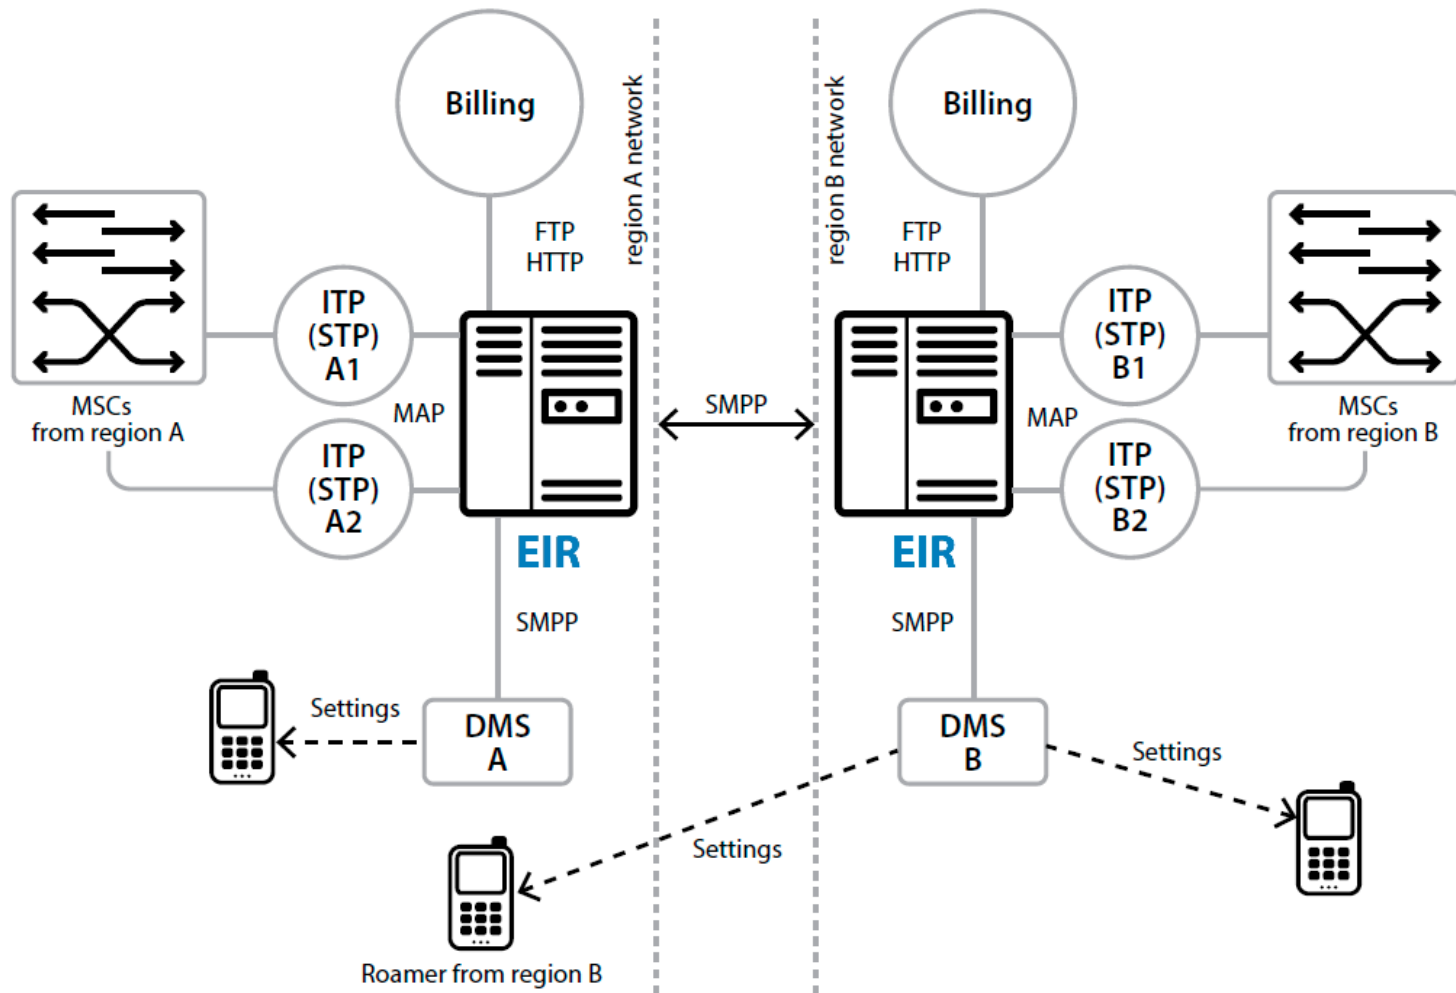 Billing
region A network
FTP
HTTP
ITP
(STP)
A1
MSCs
from region A
MAP
ITP
(STP)
A2
EIR
SMPP
Settings
DMS
A
Roamer from region B
SMPP
Settings
Billing
region B network
FTP
HTTP
ITP
(STP)
B1
MSCs
from region B
MAP
ITP
(STP)
B2
EIR
SMPP
DMS
B
Settings